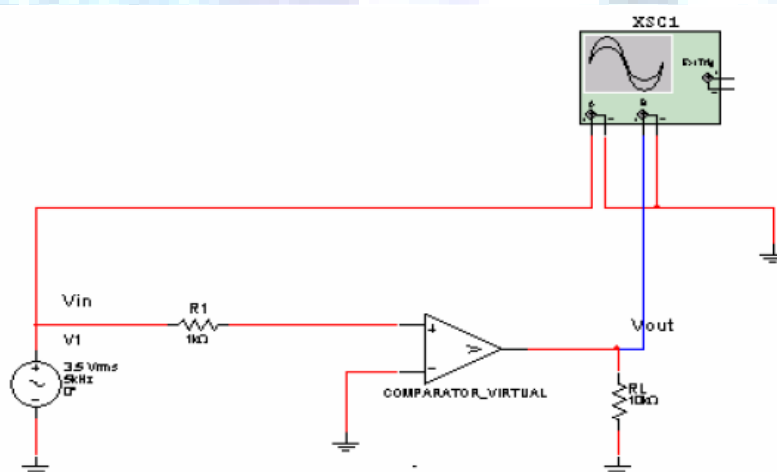 XSC1
Ext Trig
A
B
Vin
R1
1kΩ
V1
3.5 Vrms
5kHz
0°
+
-
COMPARATOR_VIRTUAL
Vout
RL
10kΩ